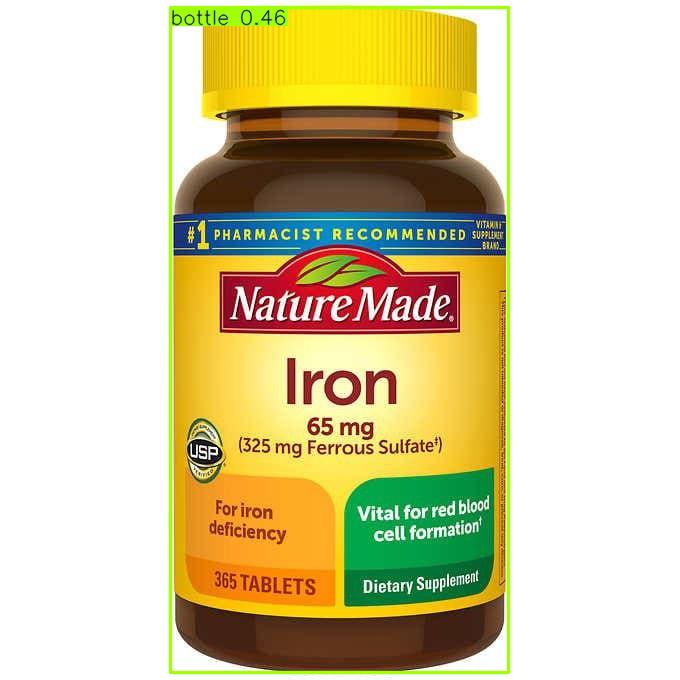 bottle 0.46
#1 PHARMACIST RECOMMENDED VITAMIN & SUPPLEMENT BRAND
Nature Made®
Iron
65 mg
(325 mg Ferrous Sulfate‡)
USP
VERIFIED
For iron
deficiency
365 TABLETS
Vital for red blood
cell formation†
Dietary Supplement